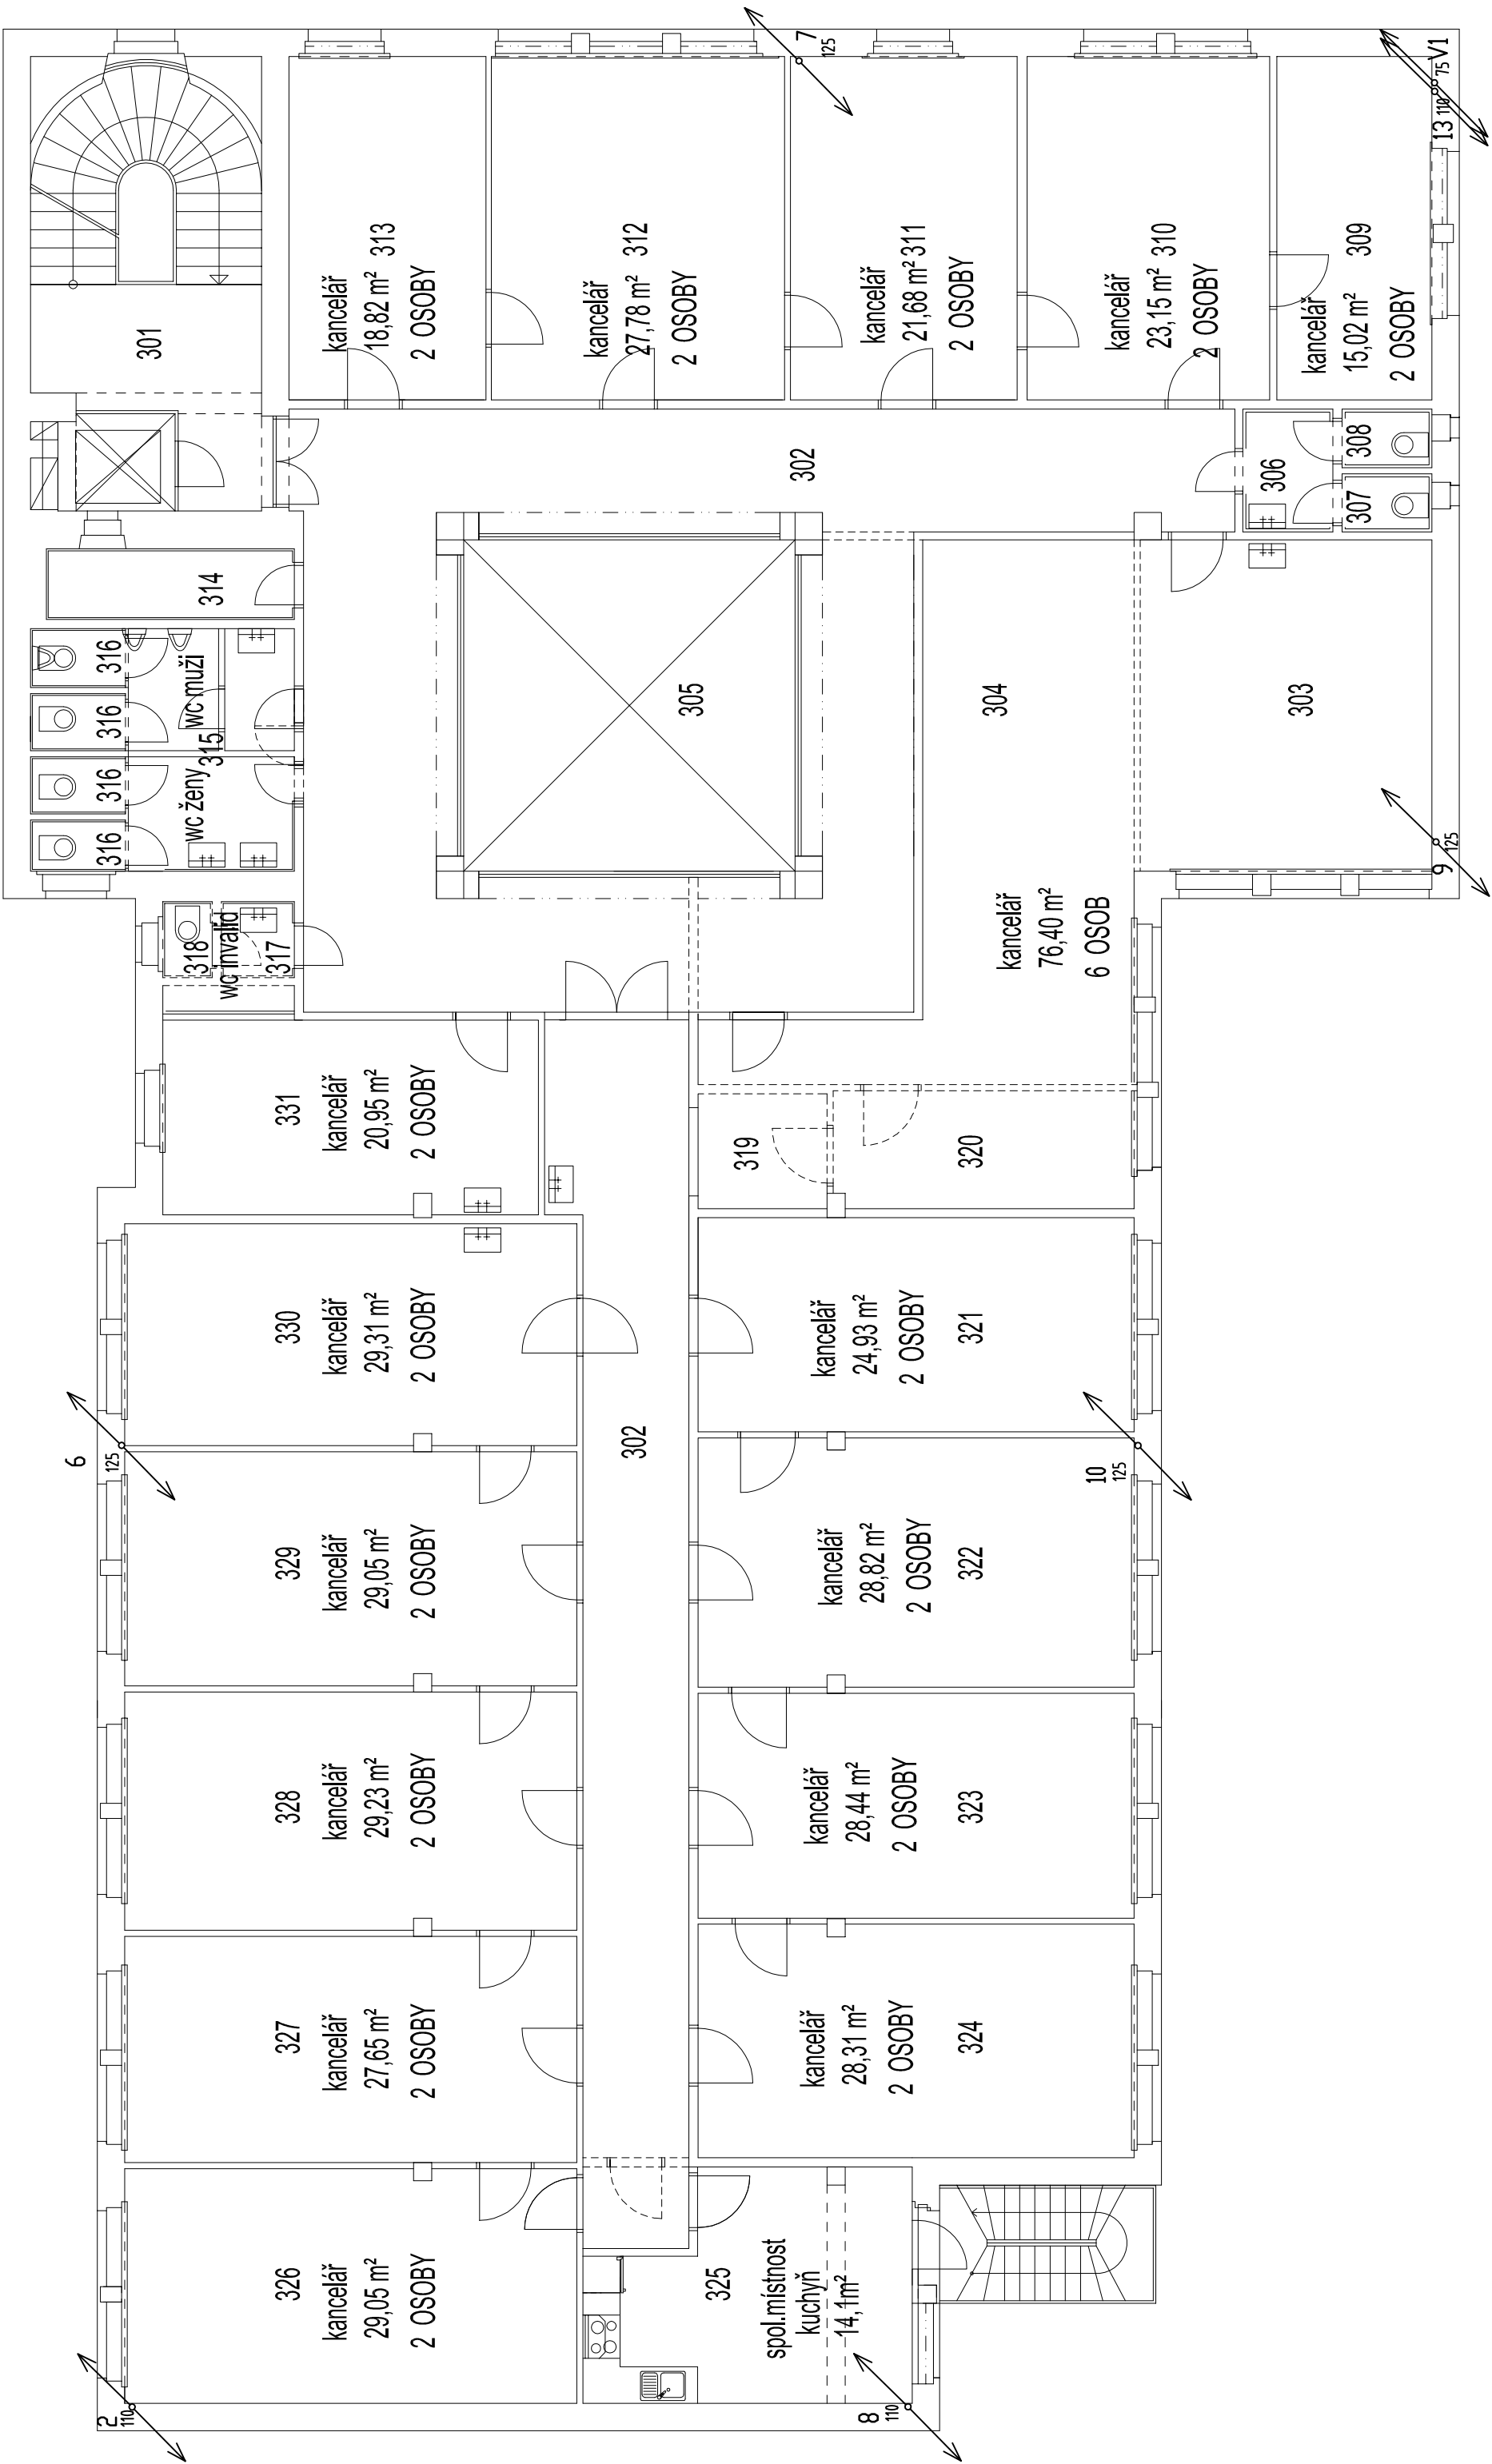 301
kancelář
18,82 m² 313
2 OSOBY
kancelář
27,78 m² 312
2 OSOBY
kancelář
21,68 m² 311
2 OSOBY
kancelář
23,15 m² 310
2 OSOBY
309
kancelář
15,02 m²
2 OSOBY
7
125
13 110 75 V1
302
306
308
307
314
316
316
316
316
wc muži
315
wc ženy
305
304
303
9
125
kancelář
76,40 m²
6 OSOB
318
wc invalid
317
331
kancelář
20,95 m²
2 OSOBY
319
320
330
kancelář
29,31 m²
2 OSOBY
kancelář
24,93 m²
2 OSOBY
321
6
125
302
10
125
329
kancelář
29,05 m²
2 OSOBY
kancelář
28,82 m²
2 OSOBY
322
328
kancelář
29,23 m²
2 OSOBY
kancelář
28,44 m²
2 OSOBY
323
327
kancelář
27,65 m²
2 OSOBY
kancelář
28,31 m²
2 OSOBY
324
326
kancelář
29,05 m²
2 OSOBY
325
spol.místnost
kuchyň
14,1m²
2
110
8
110